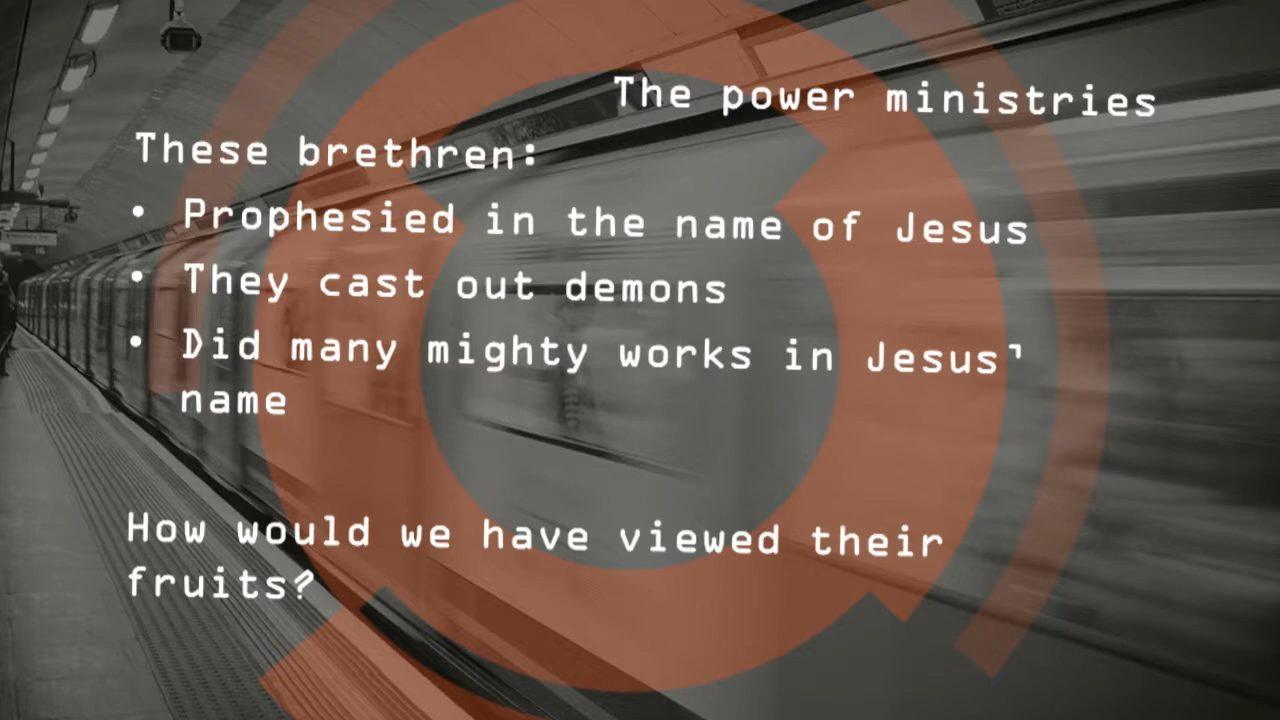 The power ministries
These brethren:
• Prophesied in the name of Jesus
• They cast out demons
• Did many mighty works in Jesus'
name
How would we have viewed their
fruits?